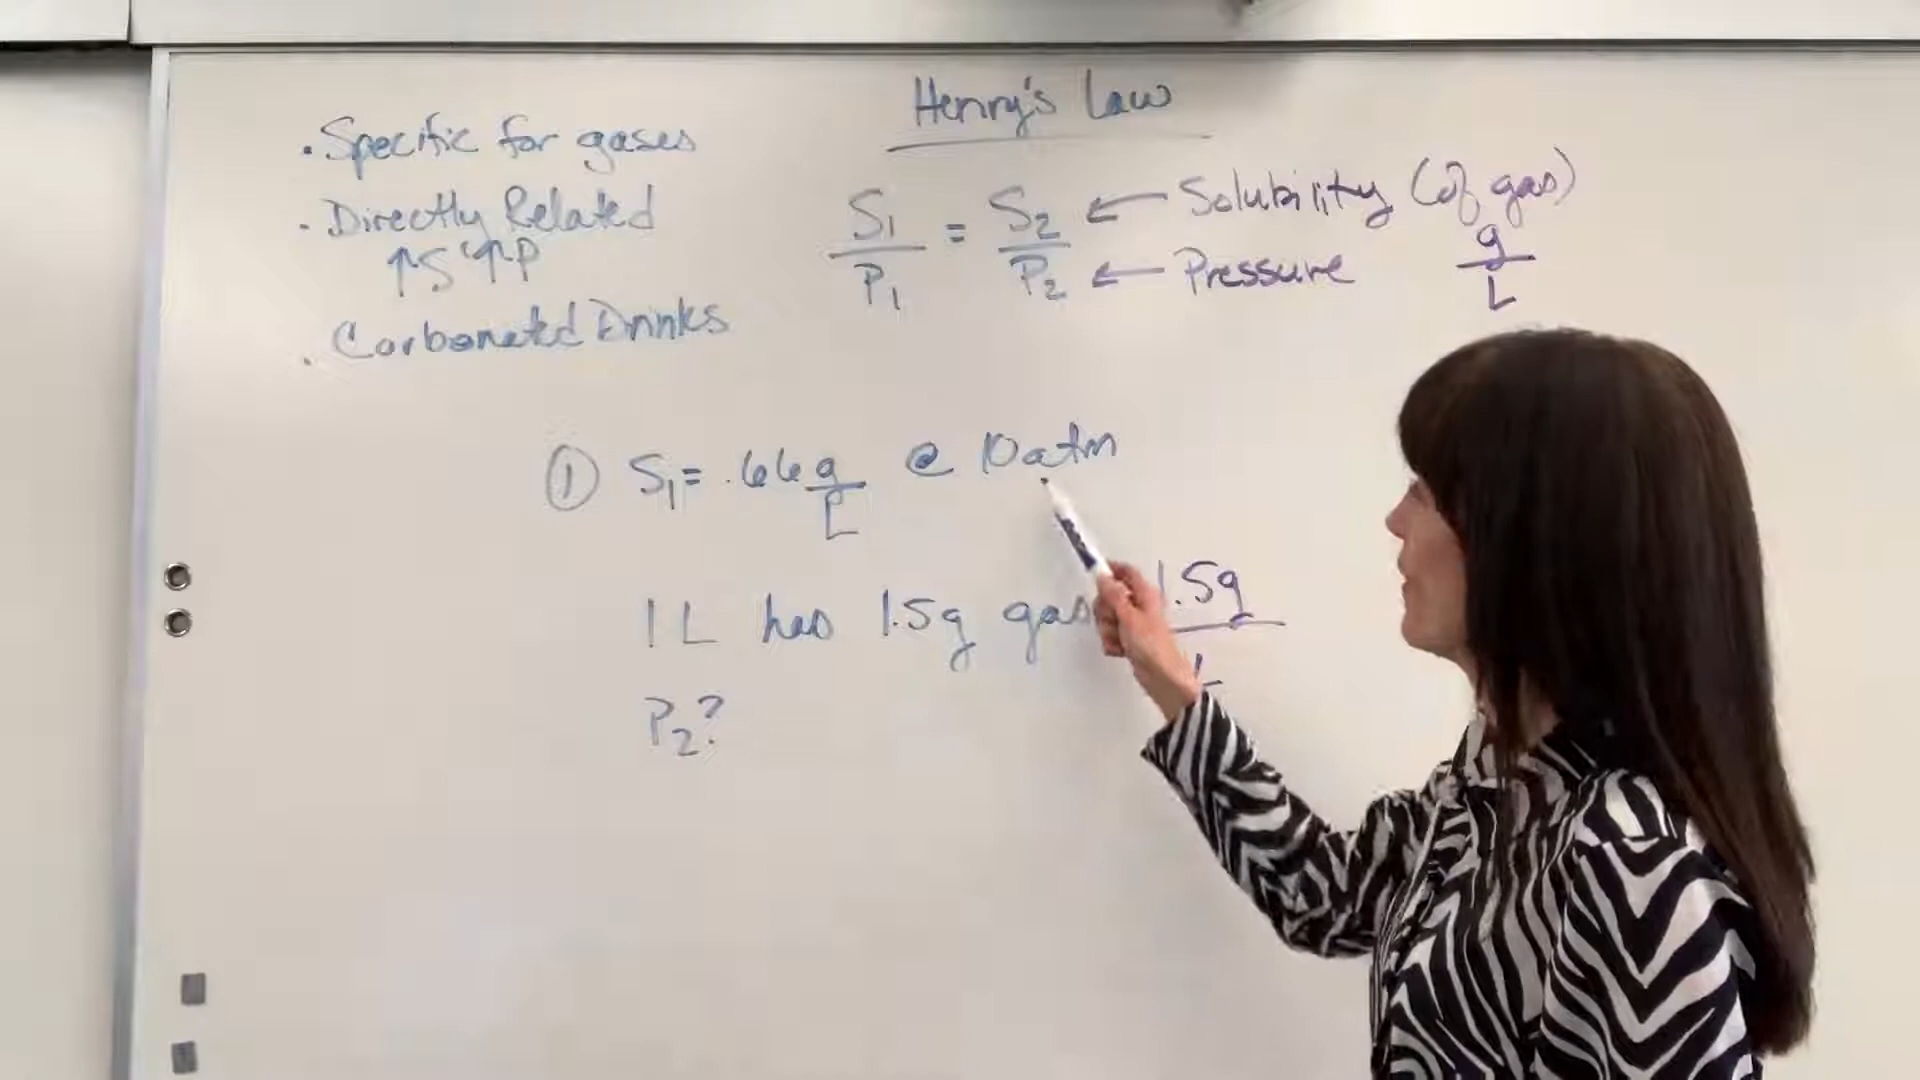 Henry's Law
· Specific for gases
· Directly Related
↑S ↑P
· Carbonated Drinks
S₁/P₁ = S₂/P₂
← Solubility (of gas)
← Pressure
g/L
① S₁ = .66 g/L @ 10 atm
1 L has 1.5g gas
1.5g/L
P₂?